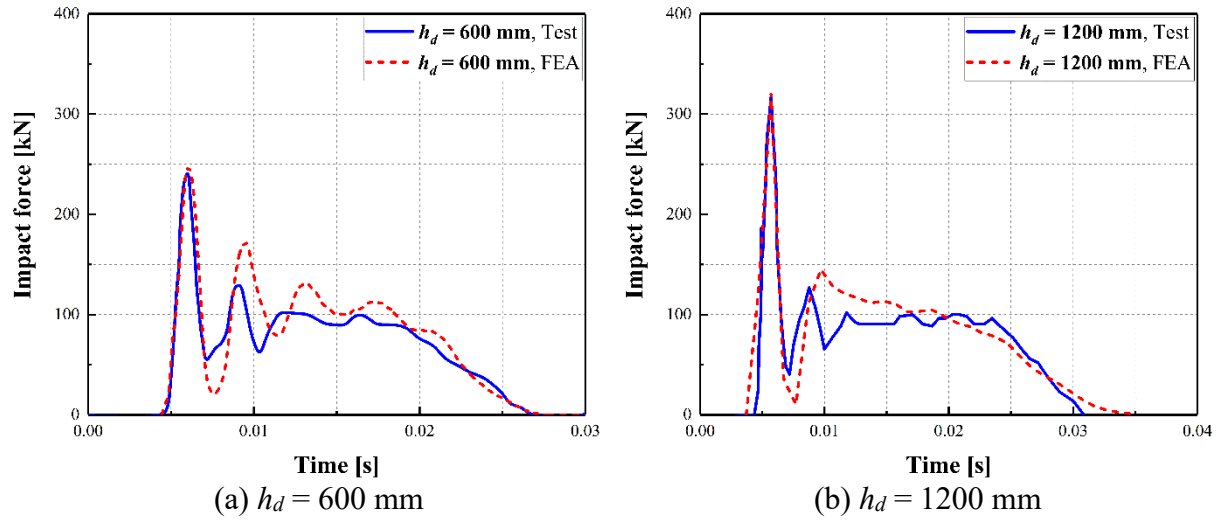 400
300
200
100
0
Impact force [kN]
h_d = 600 mm, Test
h_d = 600 mm, FEA
0.00
0.01
0.02
0.03
Time [s]
(a) h_d = 600 mm
400
300
200
100
0
Impact force [kN]
h_d = 1200 mm, Test
h_d = 1200 mm, FEA
0.00
0.01
0.02
0.03
0.04
Time [s]
(b) h_d = 1200 mm